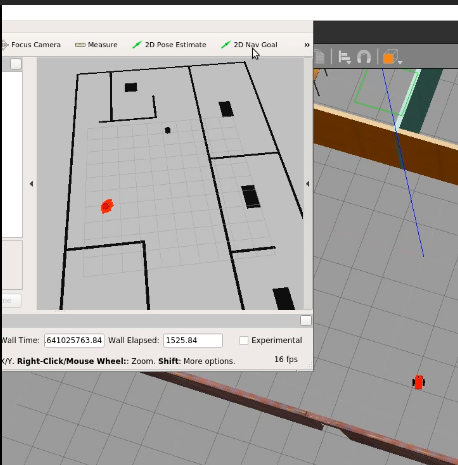 Focus Camera Measure 2D Pose Estimate 2D Nav Goal »
Wall Time: 641025763.84 Wall Elapsed: 1525.84 Experimental
X/Y. Right-Click/Mouse Wheel:: Zoom. Shift: More options. 16 fps